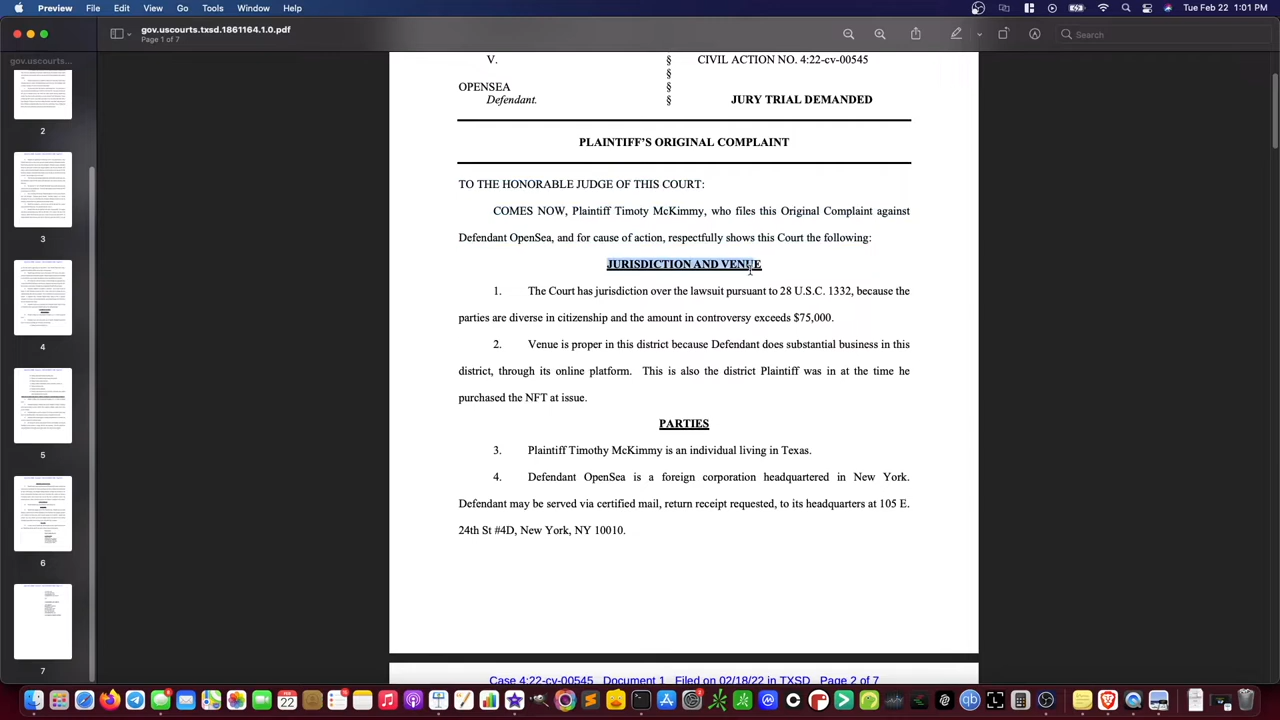 gov.uscourts.txsd.1861164.1.0.pdf
Page 1 of 7
Tue Feb 22 1:01 AM
Search
gov.uscourts...
2
3
4
5
6
7
V. § CIVIL ACTION NO. 4:22-cv-00545
§
OPENSEA §
Defendant. § JURY TRIAL DEMANDED
PLAINTIFF'S ORIGINAL COMPLAINT
TO THE HONORABLE JUDGE OF THIS COURT:
COMES NOW, Plaintiff Timoty McKimmy, who files this Original Complaint against
Defendant OpenSea, and for cause of action, respectfully shows this Court the following:
JURISDICTION AND VENUE
1. The Court has jurisdiction over the lawsuit pursuant to 28 U.S.C. 1332, because the
parties are diverse in citizenship and the amount in controversy exceeds $75,000.
2. Venue is proper in this district because Defendant does substantial business in this
district, through its online platform. This is also the district Plaintiff was in at the time he
purchased the NFT at issue.
PARTIES
3. Plaintiff Timothy McKimmy is an individual living in Texas.
4. Defendant OpenSea is a foreign corporation headquartered in New York.
Defendant may be served via certified mail, return receipt requested, to its headquarters at 105 E.
24th St #4D, New York, NY 10010.
Case 4:22-cv-00545 Document 1 Filed on 02/18/22 in TXSD Page 2 of 7
FEB
22